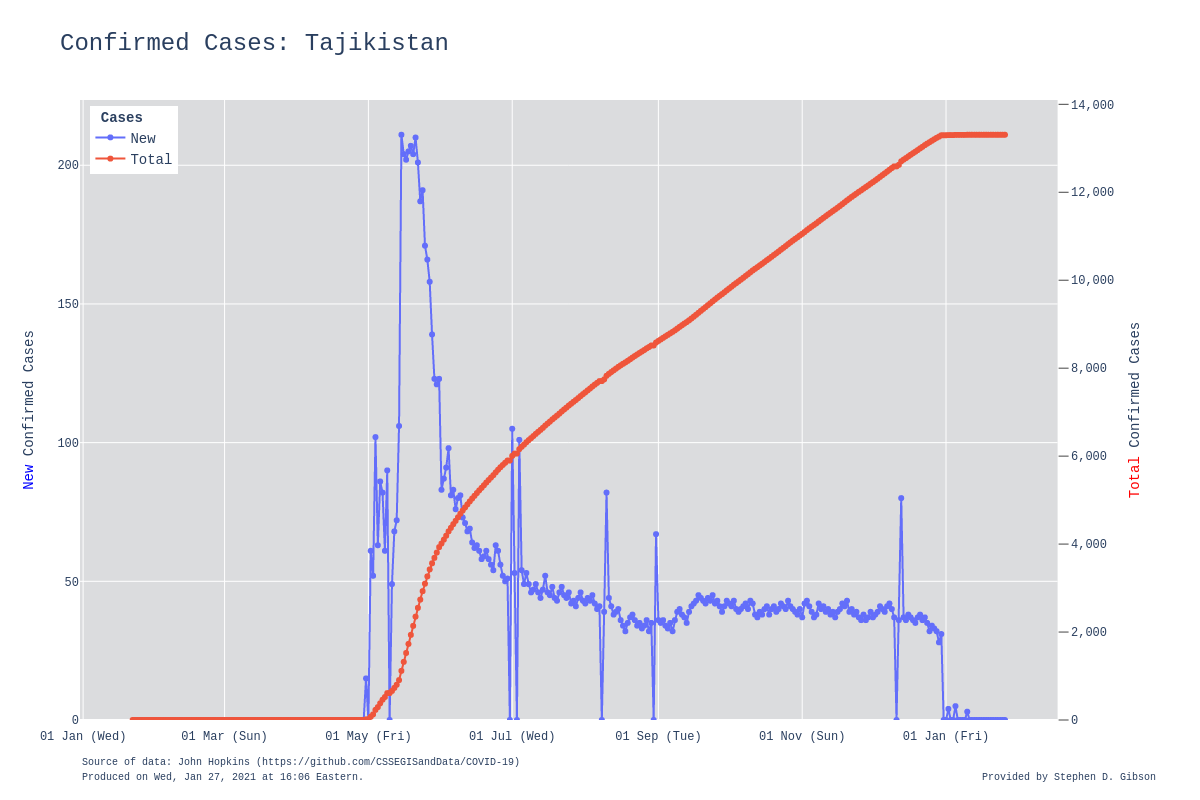 Confirmed Cases: Tajikistan
Cases
New
Total
14,000
200
12,000
150
10,000
8,000
100
6,000
4,000
50
2,000
0
0
New Confirmed Cases
Total Confirmed Cases
01 Jan (Wed)
01 Mar (Sun)
01 May (Fri)
01 Jul (Wed)
01 Sep (Tue)
01 Nov (Sun)
01 Jan (Fri)
Source of data: John Hopkins (https://github.com/CSSEGISandData/COVID-19)
Produced on Wed, Jan 27, 2021 at 16:06 Eastern.
Provided by Stephen D. Gibson